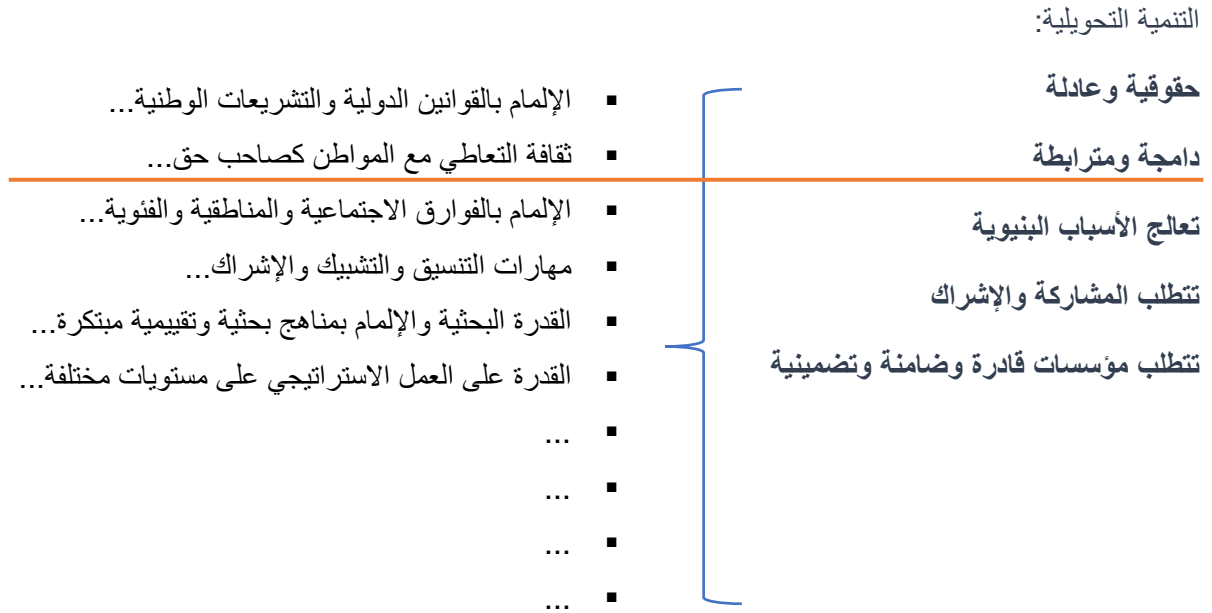 التنمية التحويلية:
حقوقية وعادلة
دامجة ومترابطة
تعالج الأسباب البنيوية
تتطلب المشاركة والإشراك
تتطلب مؤسسات قادرة وضامنة وتضمينية
▪ الإلمام بالقوانين الدولية والتشريعات الوطنية...
▪ ثقافة التعاطي مع المواطن كصاحب حق...
▪ الإلمام بالفوارق الاجتماعية والمناطقية والفئوية...
▪ مهارات التنسيق والتشبيك والإشراك...
▪ القدرة البحثية والإلمام بمناهج بحثية وتقييمية مبتكرة...
▪ القدرة على العمل الاستراتيجي على مستويات مختلفة...
▪ ...
▪ ...
▪ ...
▪ ...